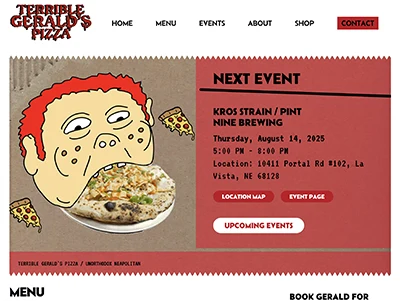 TERRIBLE
GERALD'S
PIZZA
HOME MENU EVENTS ABOUT SHOP CONTACT
NEXT EVENT
KROS STRAIN / PINT
NINE BREWING
Thursday, August 14, 2025
5:00 PM - 8:00 PM
Location: 10411 Portal Rd #102, La
Vista, NE 68128
LOCATION MAP EVENT PAGE
UPCOMING EVENTS
TERRIBLE GERALD'S PIZZA / UNORTHODOX NEAPOLITAN
MENU
BOOK GERALD FOR